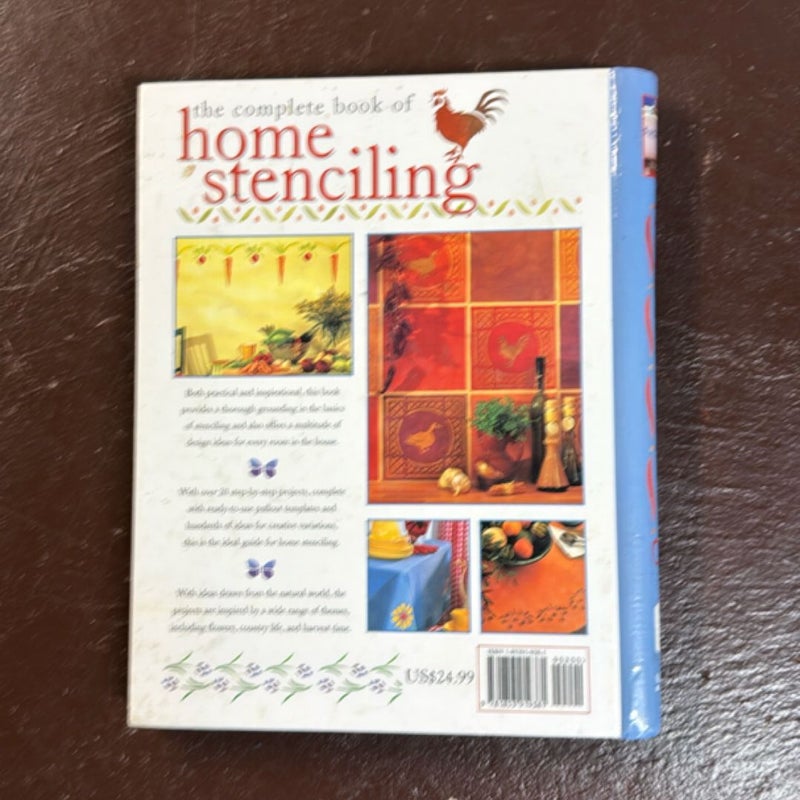 the complete book of
home
stenciling
Both practical and inspirational, this book
provides a thorough grounding in the basics
of stenciling and also offers a multitude of
design ideas for every room in the house.
With over 20 step-by-step projects, complete
with ready-to-use pullout templates and
hundreds of ideas for creative variations,
this is the ideal guide for home stenciling.
With ideas drawn from the natural world, the
projects are inspired by a wide range of themes,
including flowers, country life, and harvest time.
US$24.99
90200